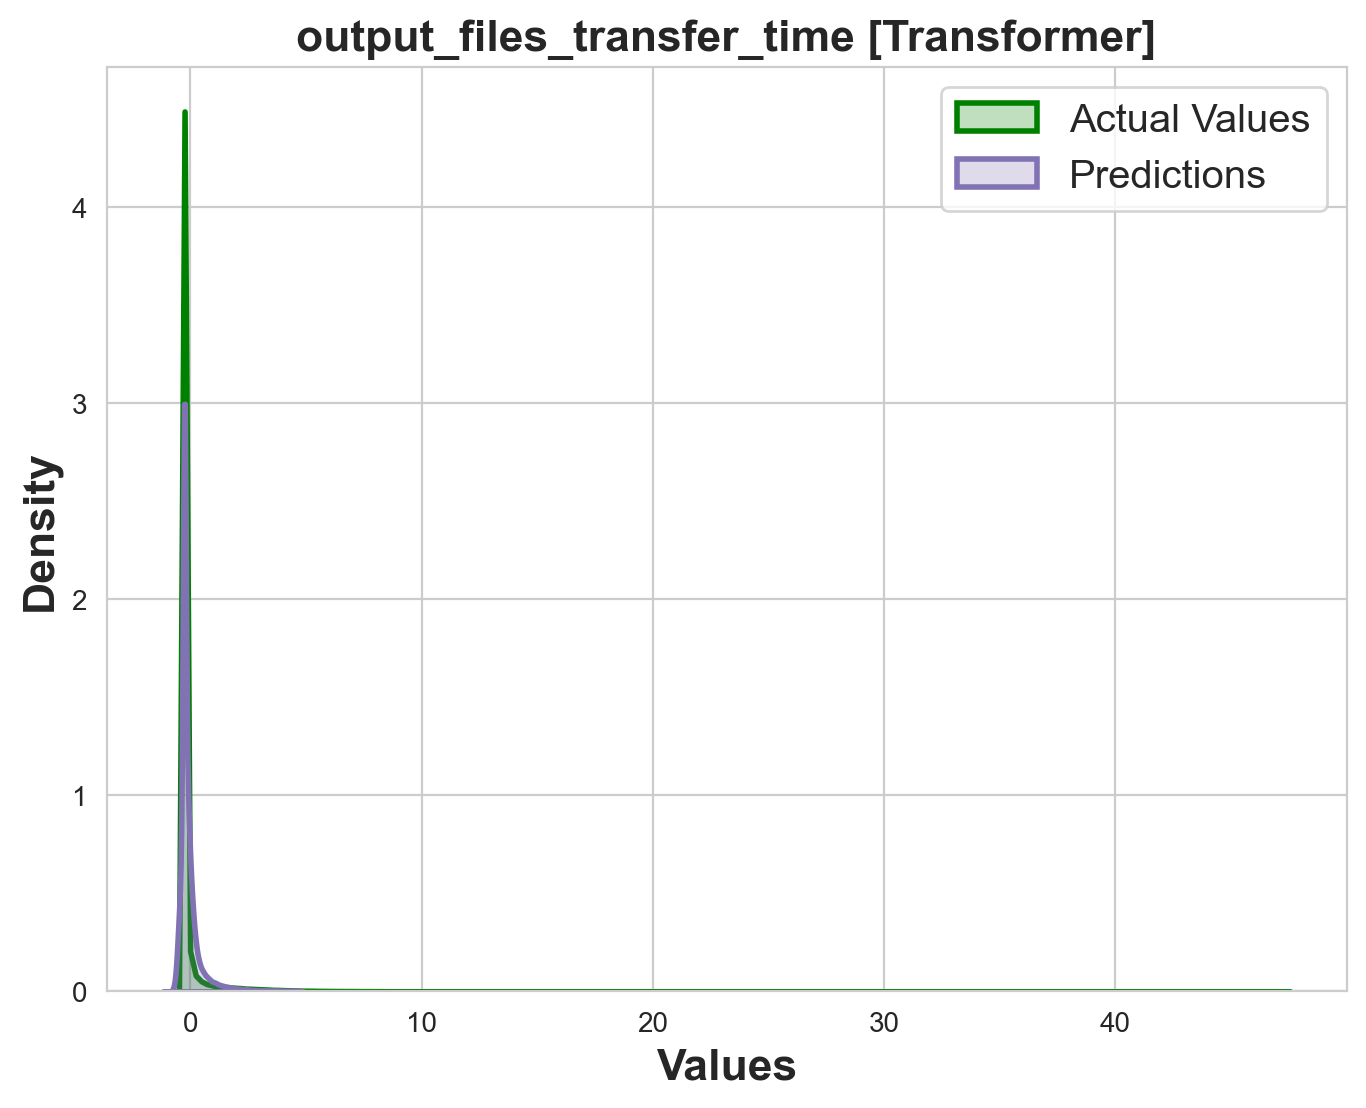 output_files_transfer_time [Transformer]
Actual Values
Predictions
Density
4
3
2
1
0
0 10 20 30 40
Values